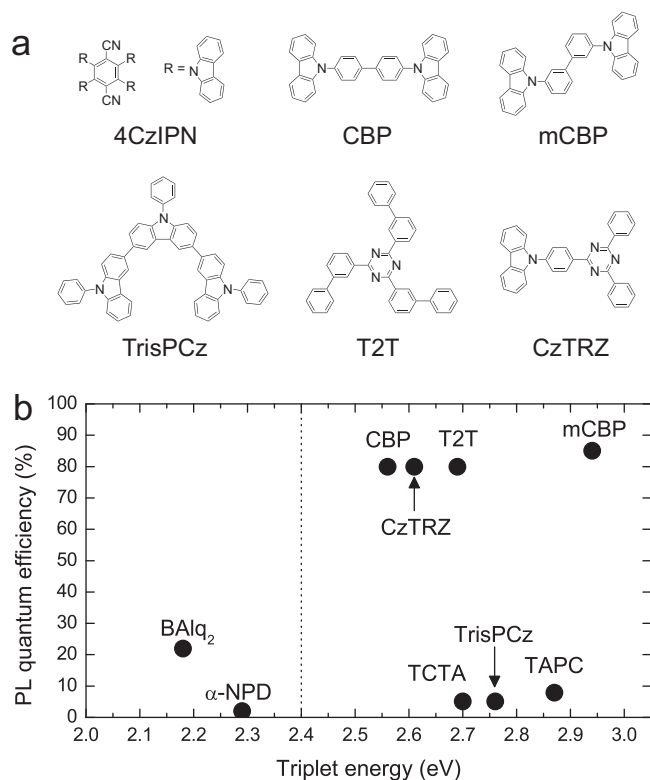 a
CN
R R
R R
CN
R = N
4CzIPN
N N
CBP
N
N
mCBP
N
N N
TrisPCz
N N
N
T2T
N
N N
N
CzTRZ
b
100
90
80
70
60
50
40
30
20
10
0
PL quantum efficiency (%)
CBP T2T mCBP
CzTRZ
BAlq2
α-NPD
TrisPCz
TCTA TAPC
2.0 2.1 2.2 2.3 2.4 2.5 2.6 2.7 2.8 2.9 3.0
Triplet energy (eV)